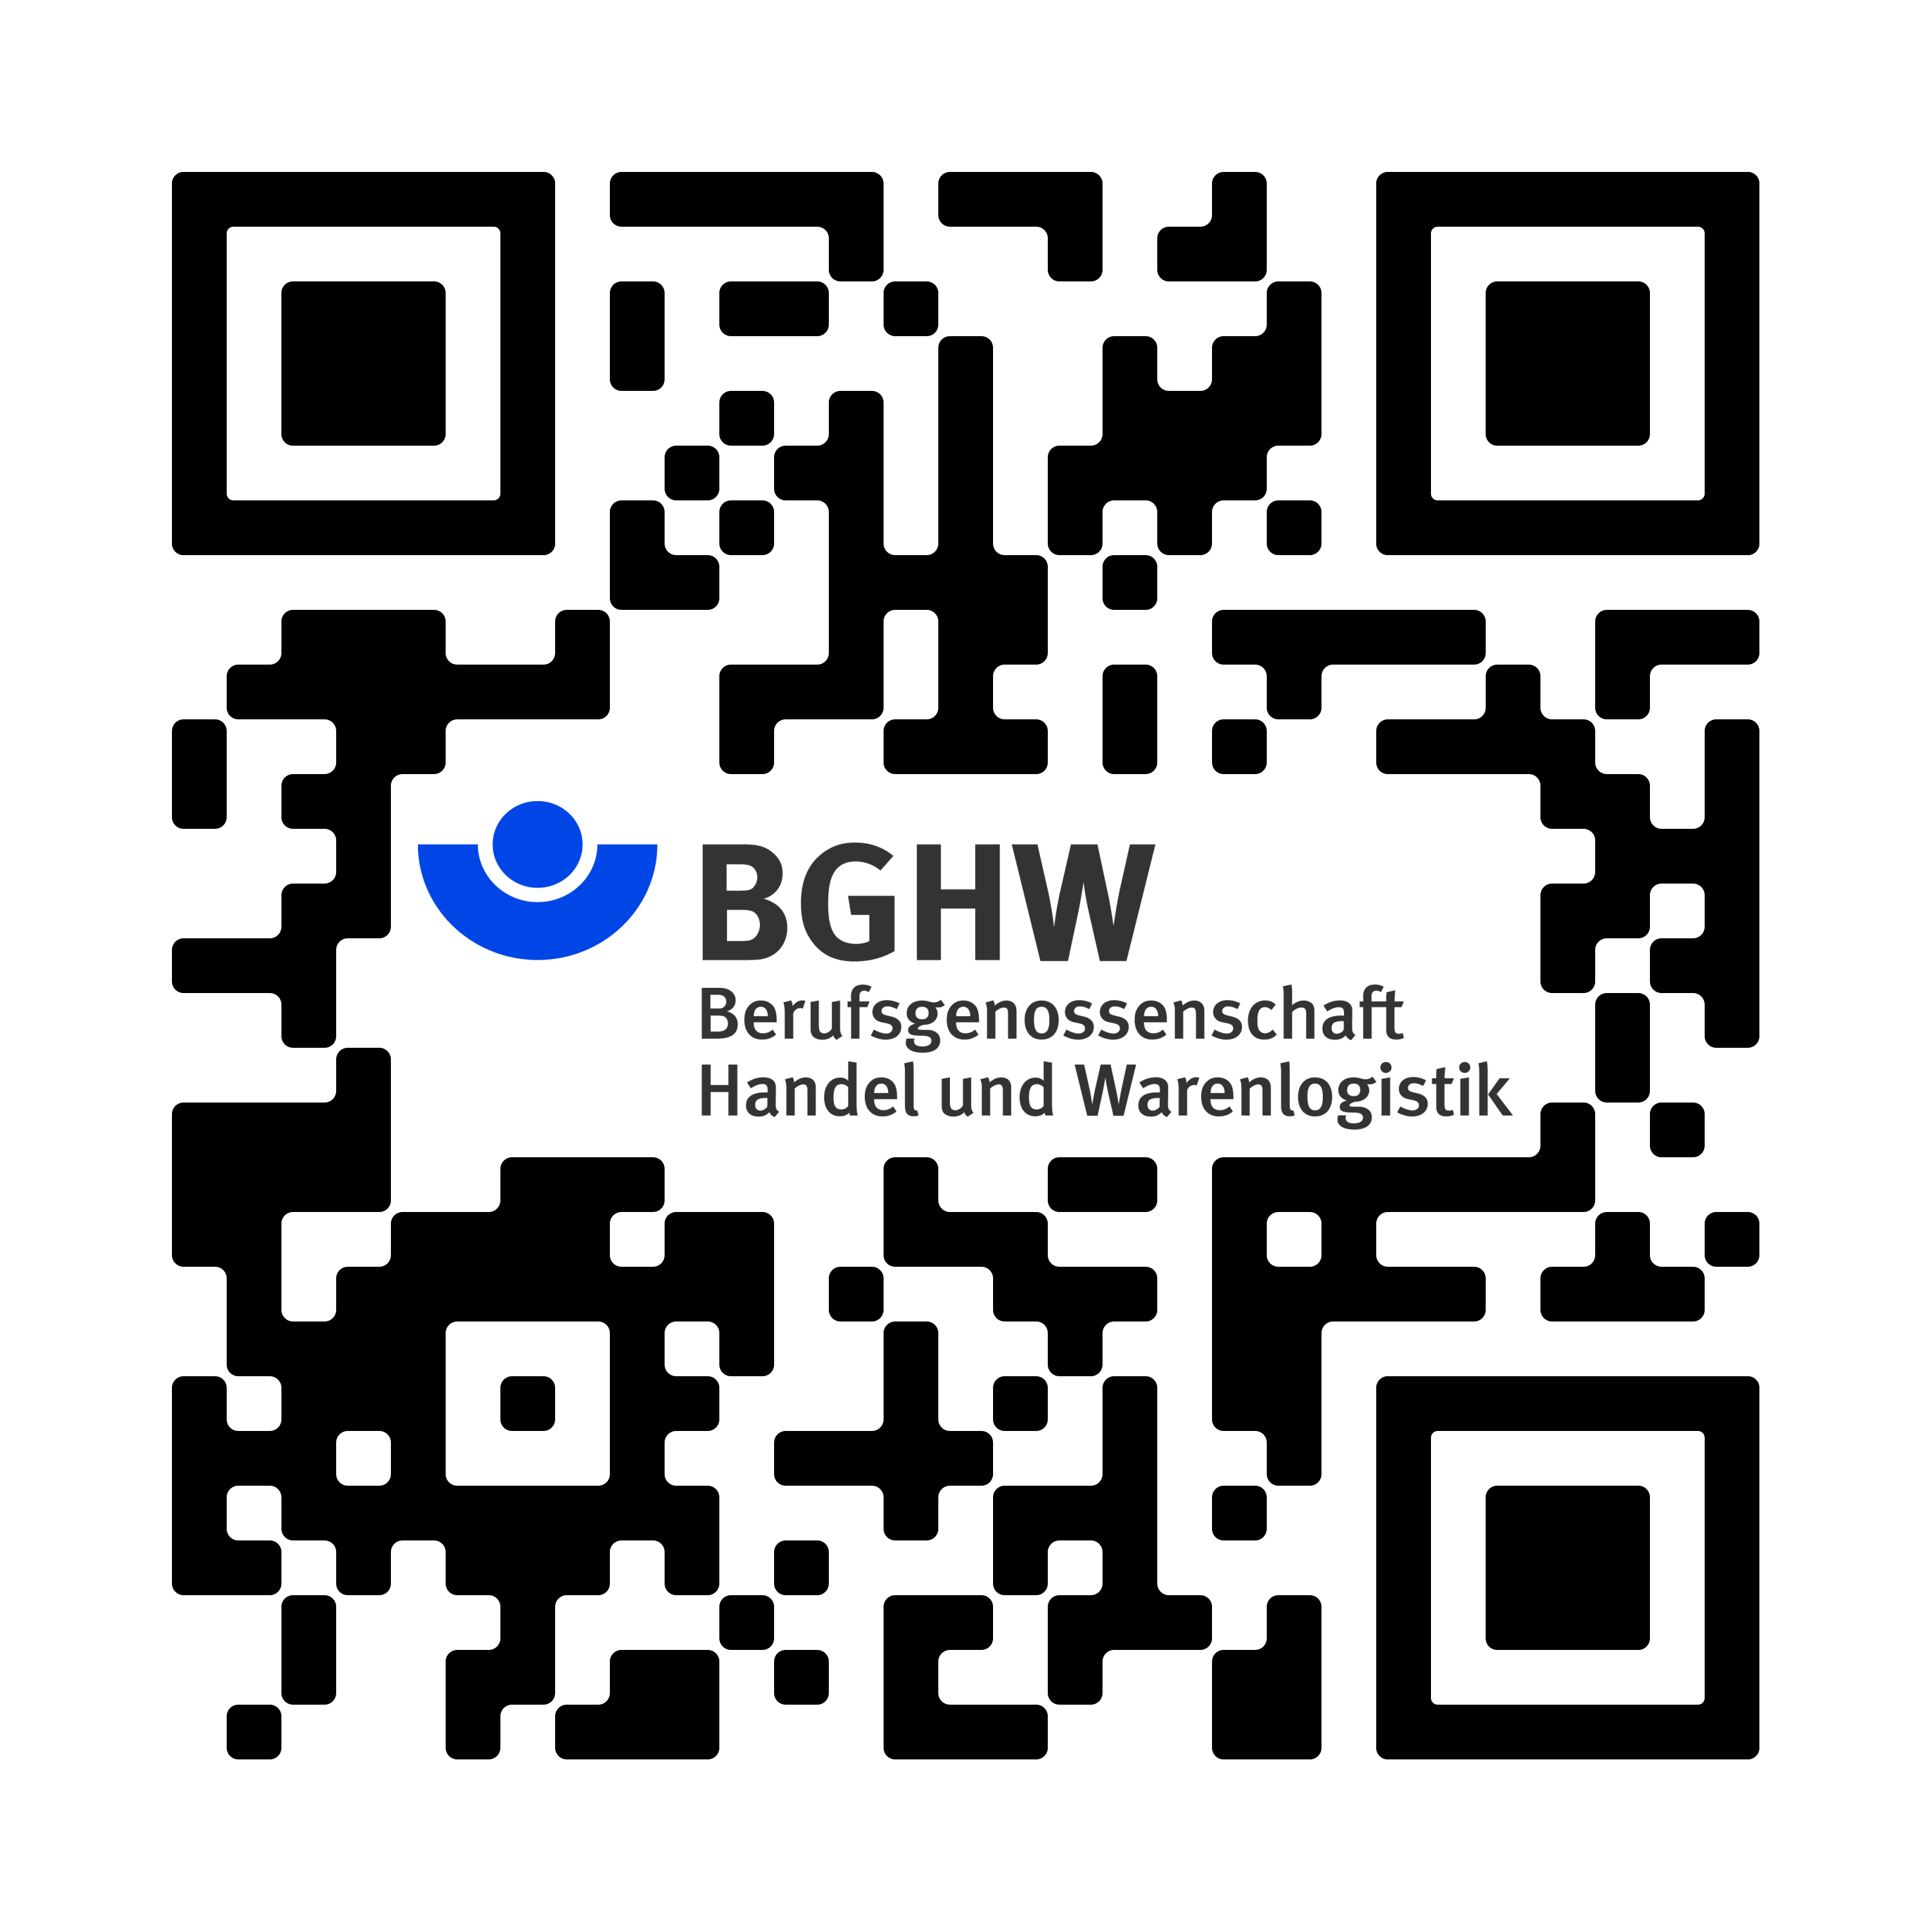 BGHW
Berufsgenossenschaft
Handel und Warenlogistik